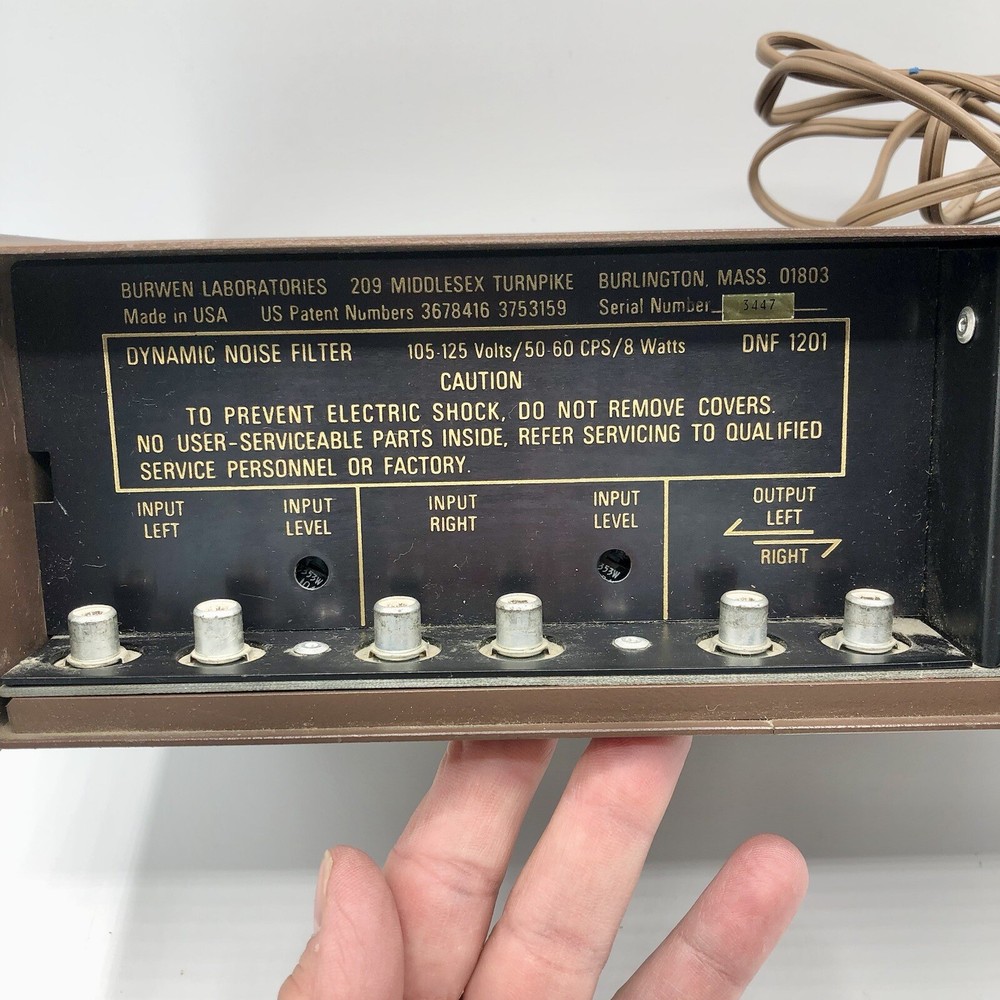 BURWEN LABORATORIES 209 MIDDLESEX TURNPIKE BURLINGTON, MASS. 01803
Made in USA US Patent Numbers 3678416 3753159 Serial Number 3447
DYNAMIC NOISE FILTER 105-125 Volts/50-60 CPS/8 Watts DNF 1201
CAUTION
TO PREVENT ELECTRIC SHOCK, DO NOT REMOVE COVERS.
NO USER-SERVICEABLE PARTS INSIDE, REFER SERVICING TO QUALIFIED
SERVICE PERSONNEL OR FACTORY.
INPUT LEFT
INPUT LEVEL
INPUT RIGHT
INPUT LEVEL
OUTPUT
LEFT
RIGHT